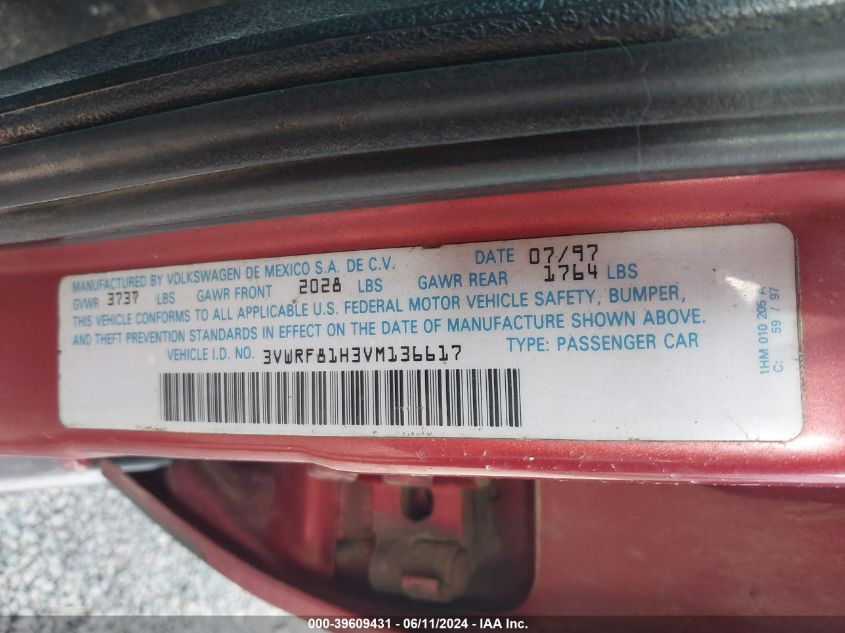 MANUFACTURED BY VOLKSWAGEN DE MEXICO S.A. DE C.V. DATE 07/97
GVWR 3737 LBS GAWR FRONT 2028 LBS GAWR REAR 1764 LBS
THIS VEHICLE CONFORMS TO ALL APPLICABLE U.S. FEDERAL MOTOR VEHICLE SAFETY, BUMPER,
AND THEFT PREVENTION STANDARDS IN EFFECT ON THE DATE OF MANUFACTURE SHOWN ABOVE.
VEHICLE I.D. NO. 3VWRF81H3VM136617 TYPE: PASSENGER CAR
1HM 010 205 A
C: 59 / 97
000-39609431 - 06/11/2024 - IAA Inc.